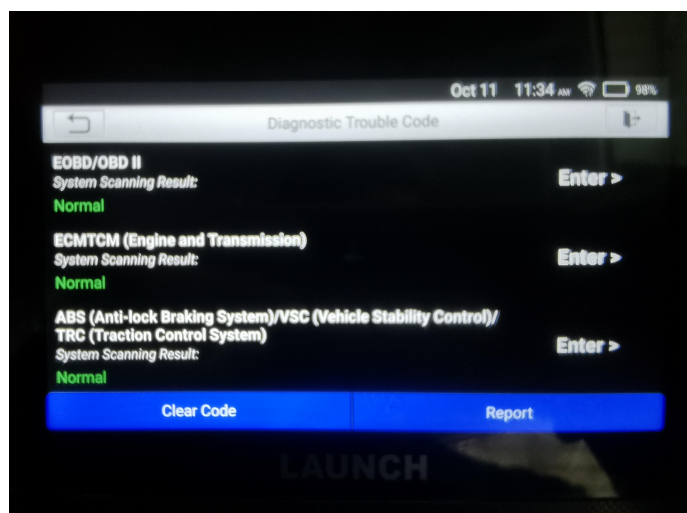 Oct 11 11:34 AM 98%
Diagnostic Trouble Code
EOBD/OBD II
System Scanning Result:
Enter >
Normal
ECMTCM (Engine and Transmission)
System Scanning Result:
Enter >
Normal
ABS (Anti-lock Braking System)/VSC (Vehicle Stability Control)/
TRC (Traction Control System)
System Scanning Result:
Enter >
Normal
Clear Code Report
LAUNCH